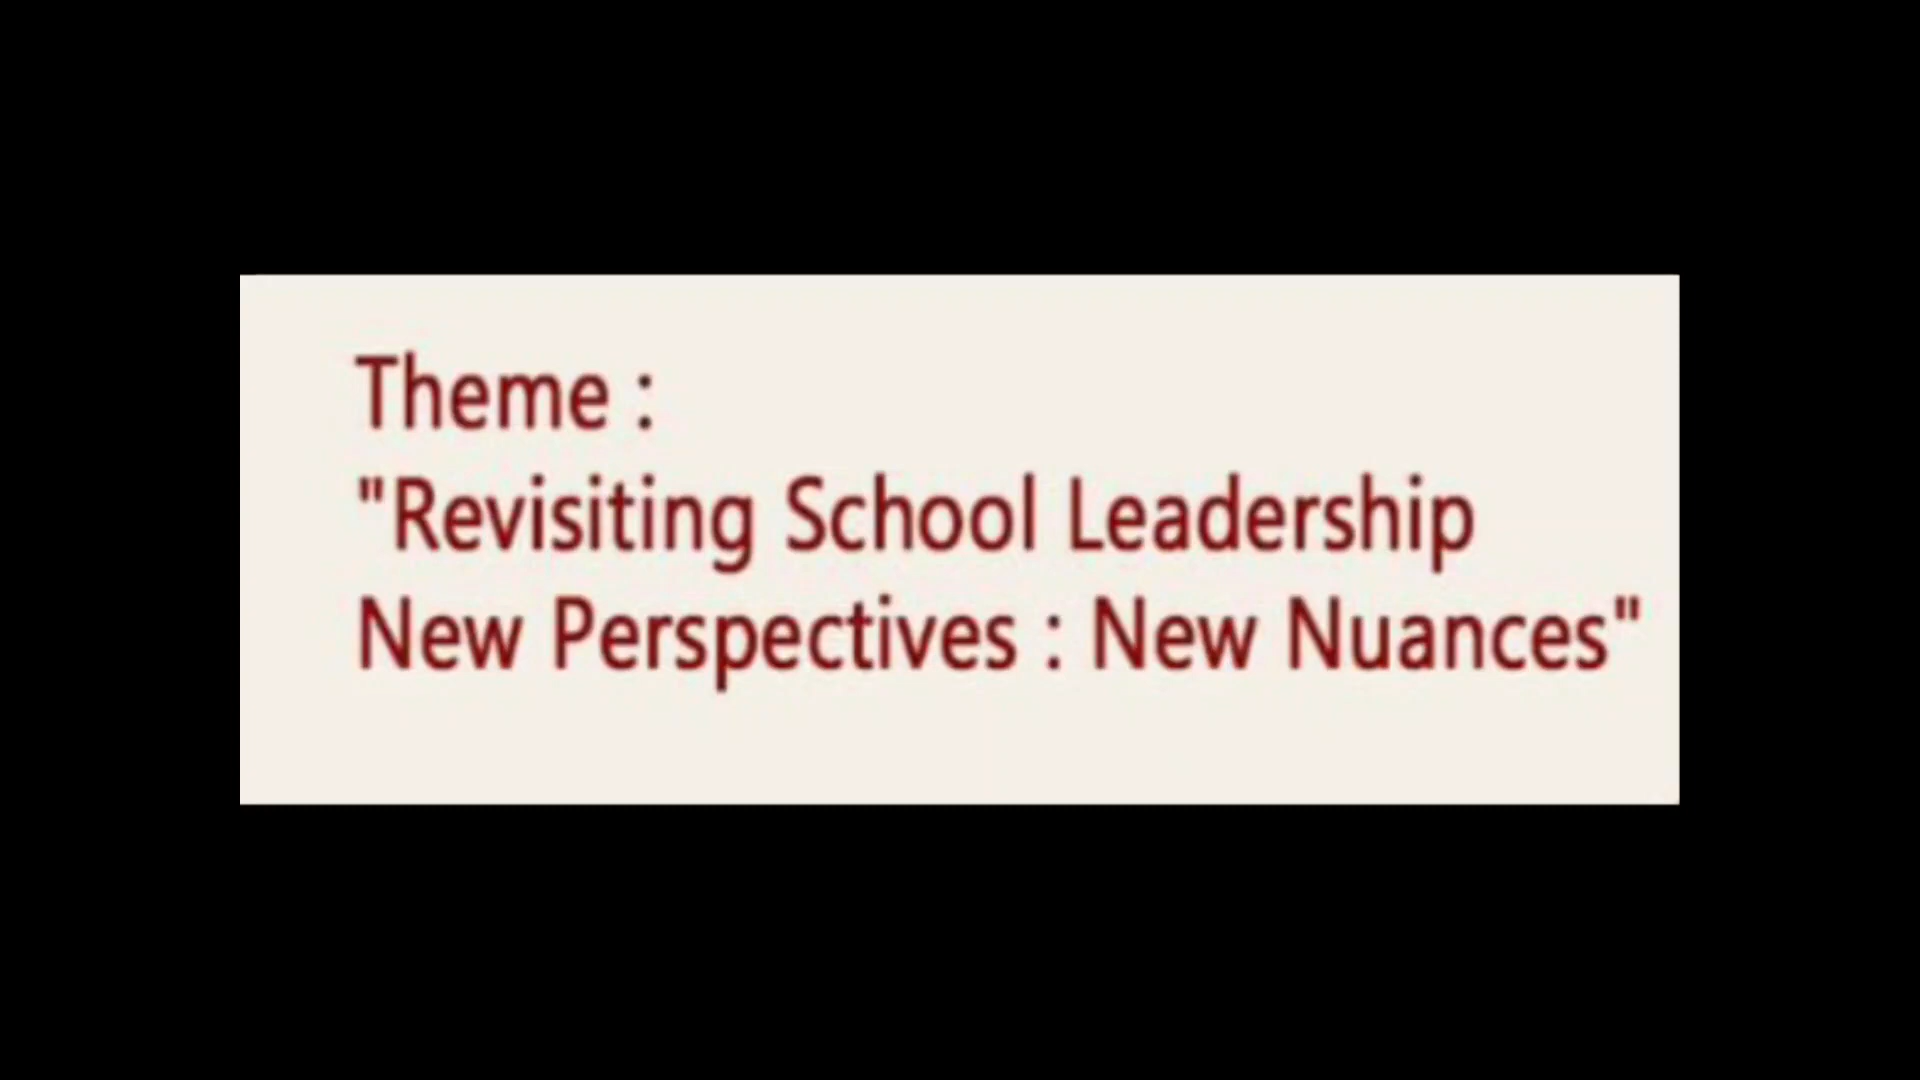 Theme :
"Revisiting School Leadership
New Perspectives : New Nuances"